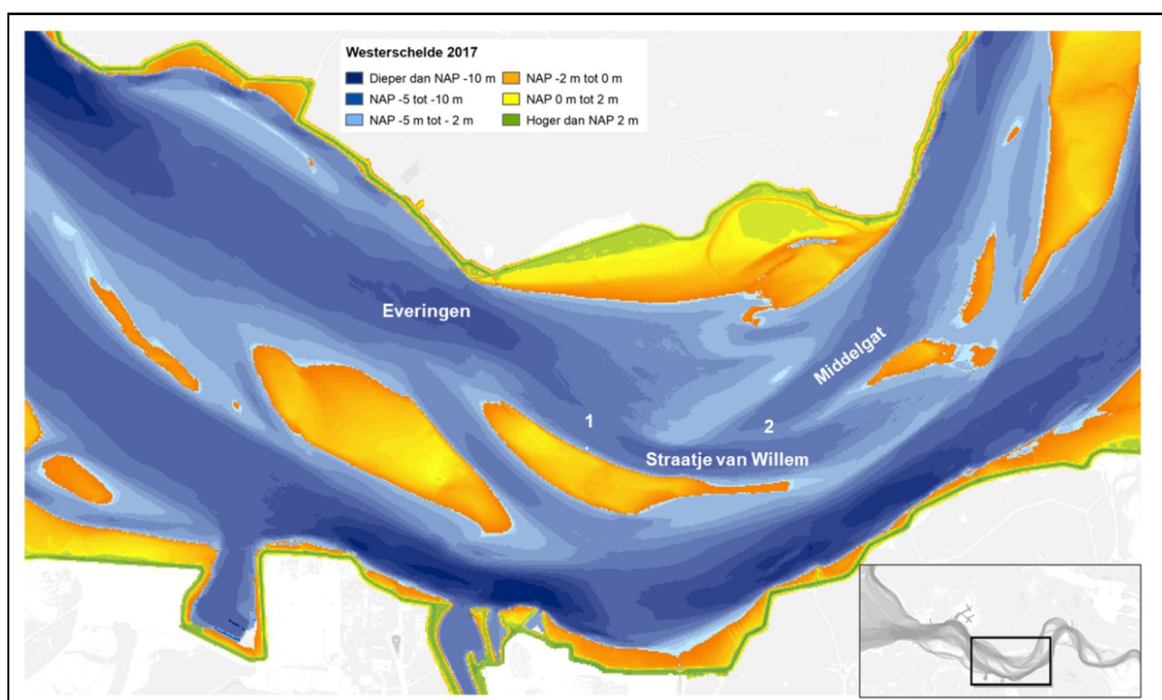 Westerschelde 2017
Dieper dan NAP -10 m
NAP -2 m tot 0 m
NAP -5 tot -10 m
NAP 0 m tot 2 m
NAP -5 m tot - 2 m
Hoger dan NAP 2 m
Everingen
Middelgat
1
2
Straatje van Willem